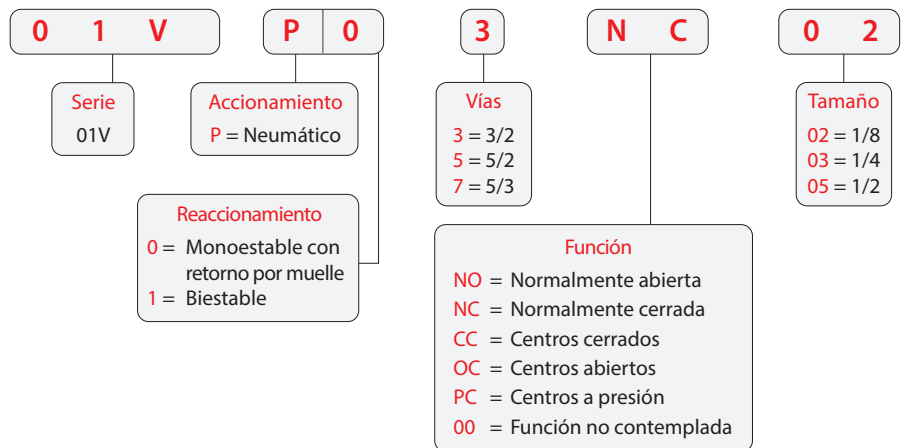 0 1 V P 0 3 N C 0 2
Serie
01V
Accionamiento
P = Neumático
Vías
3 = 3/2
5 = 5/2
7 = 5/3
Tamaño
02 = 1/8
03 = 1/4
05 = 1/2
Reaccionamiento
0 = Monoestable con
retorno por muelle
1 = Biestable
Función
NO = Normalmente abierta
NC = Normalmente cerrada
CC = Centros cerrados
OC = Centros abiertos
PC = Centros a presión
00 = Función no contemplada